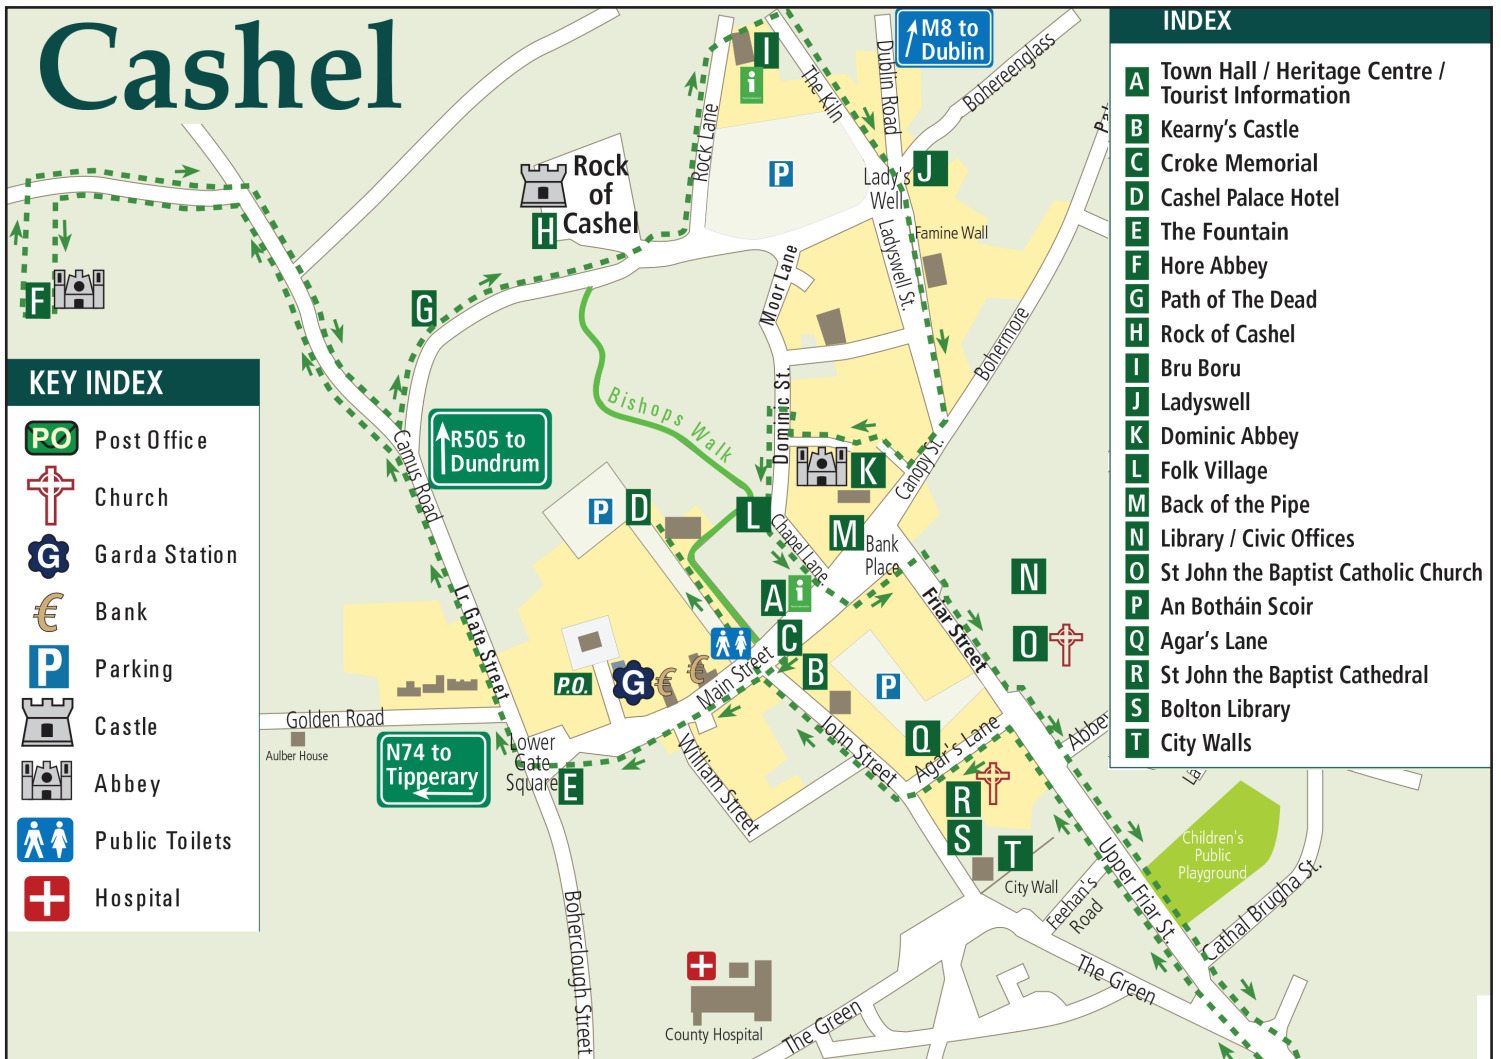 Cashel
M8 to
Dublin
INDEX
A Town Hall / Heritage Centre /
Tourist Information
B Kearny's Castle
C Croke Memorial
D Cashel Palace Hotel
E The Fountain
F Hore Abbey
G Path of The Dead
H Rock of Cashel
I Bru Boru
J Ladyswell
K Dominic Abbey
L Folk Village
M Back of the Pipe
N Library / Civic Offices
O St John the Baptist Catholic Church
P An Botháin Scoir
Q Agar's Lane
R St John the Baptist Cathedral
S Bolton Library
T City Walls
KEY INDEX
PO Post Office
Church
G Garda Station
€ Bank
P Parking
Castle
Abbey
Public Toilets
Hospital
I
i
The Kiln
Dublin Road
Bohereenglass
Rock Lane
P
Rock
of
Cashel
H
Lady's
Well
J
Famine Wall
Ladyswell St.
Moor Lane
Bohermore
F
G
Bishops Walk
R505 to
Dundrum
Camus Road
Dominic St.
Canopy St.
K
P
D
L
M
Bank
Place
Chapel Lane
A
i
N
C
O
B
Friar Street
Lr Gate Street
P.O.
G
€
€
Main Street
P
Golden Road
Aulber House
N74 to
Tipperary
Lower
Gate
Square
E
William Street
John Street
Q
Agar's Lane
Abbey
R
S
T
City Wall
Children's
Public
Playground
Upper Friar St.
Feehan's
Road
Cathal Brugha St.
Boherclough Street
County Hospital
The Green
The Green